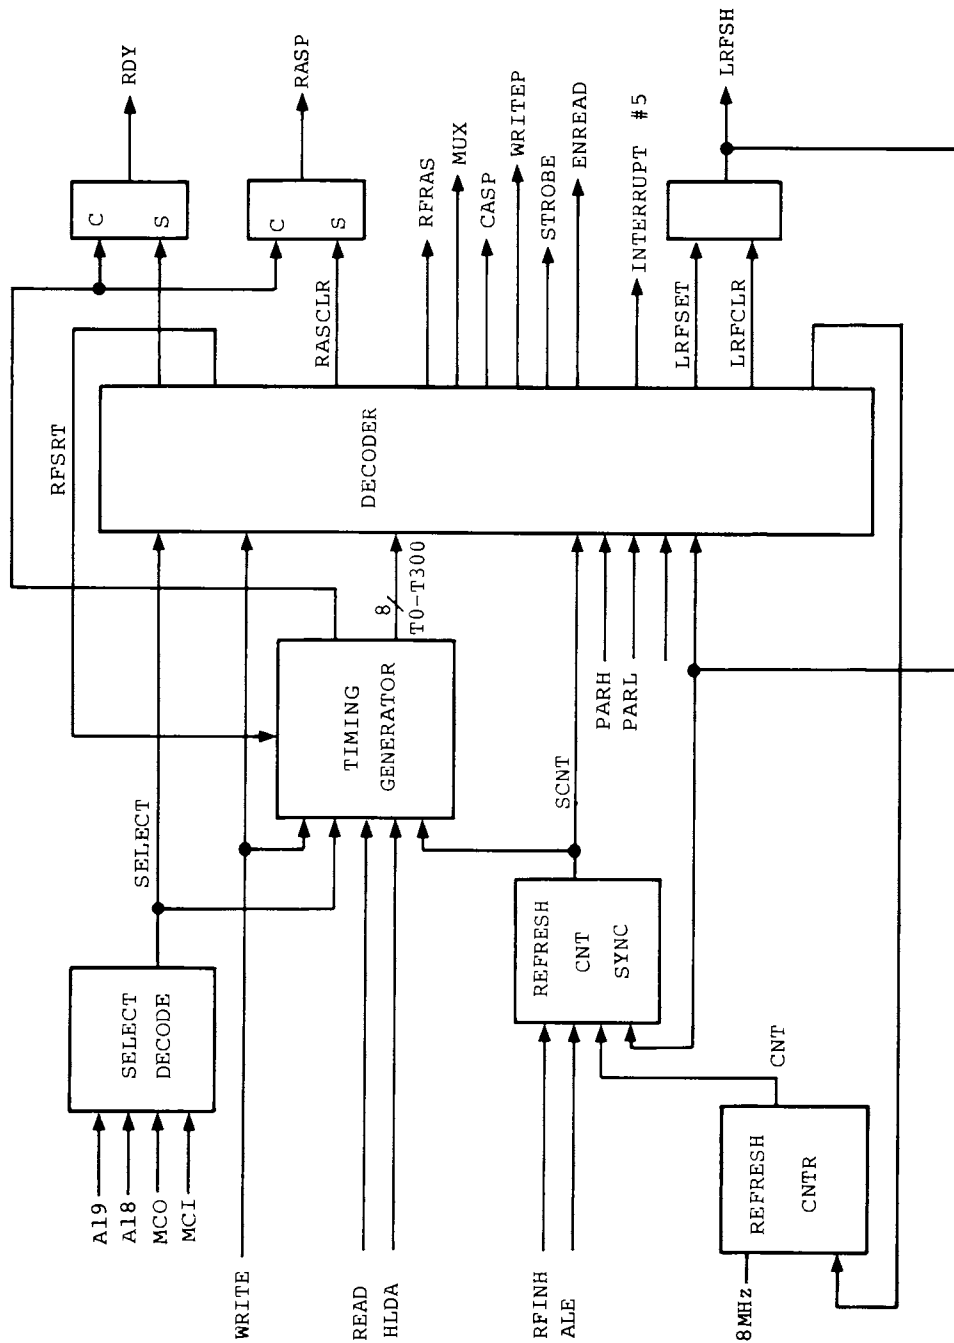 A19
A18
MCO
MCI
SELECT
DECODE
SELECT
WRITE
READ
HLDA
TIMING
GENERATOR
8
T0-T300
RFSRT
DECODER
C
S
RDY
C
S
RASP
RASCLR
RFRAS
MUX
CASP
WRITEP
STROBE
ENREAD
INTERRUPT #5
LRFSET
LRFCLR
LRFSH
RFINH
ALE
REFRESH
CNT
SYNC
SCNT
PARH
PARL
8MHz
REFRESH
CNTR
CNT